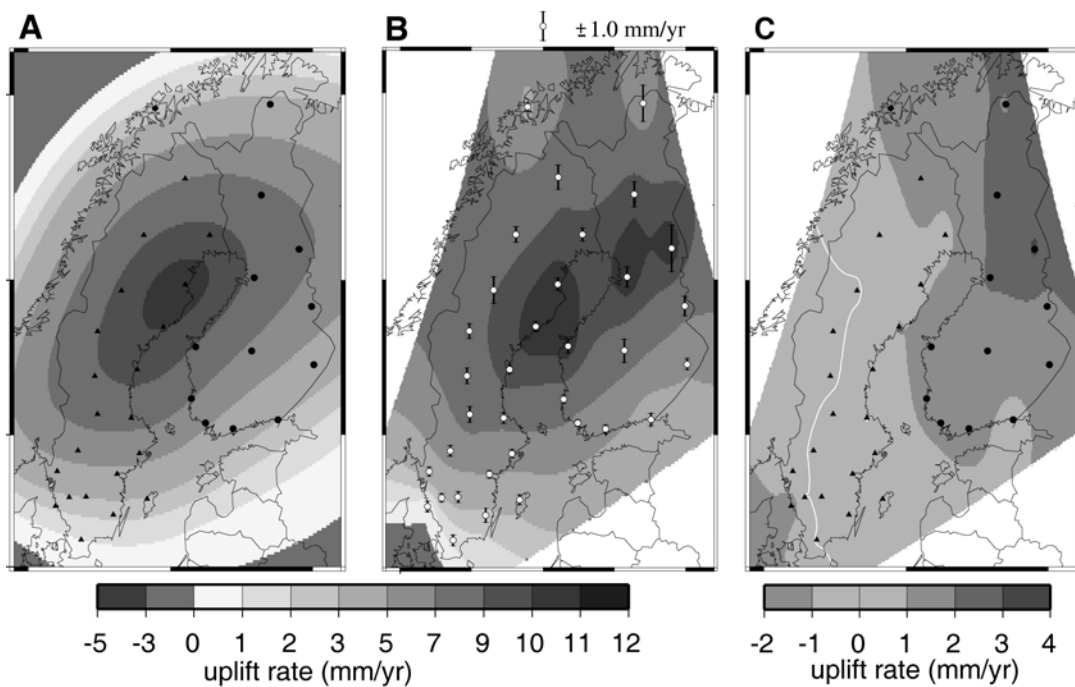 A
B
±1.0 mm/yr
C
-5 -3 0 1 2 3 5 7 9 10 11 12
uplift rate (mm/yr)
-2 -1 0 1 2 3 4
uplift rate (mm/yr)